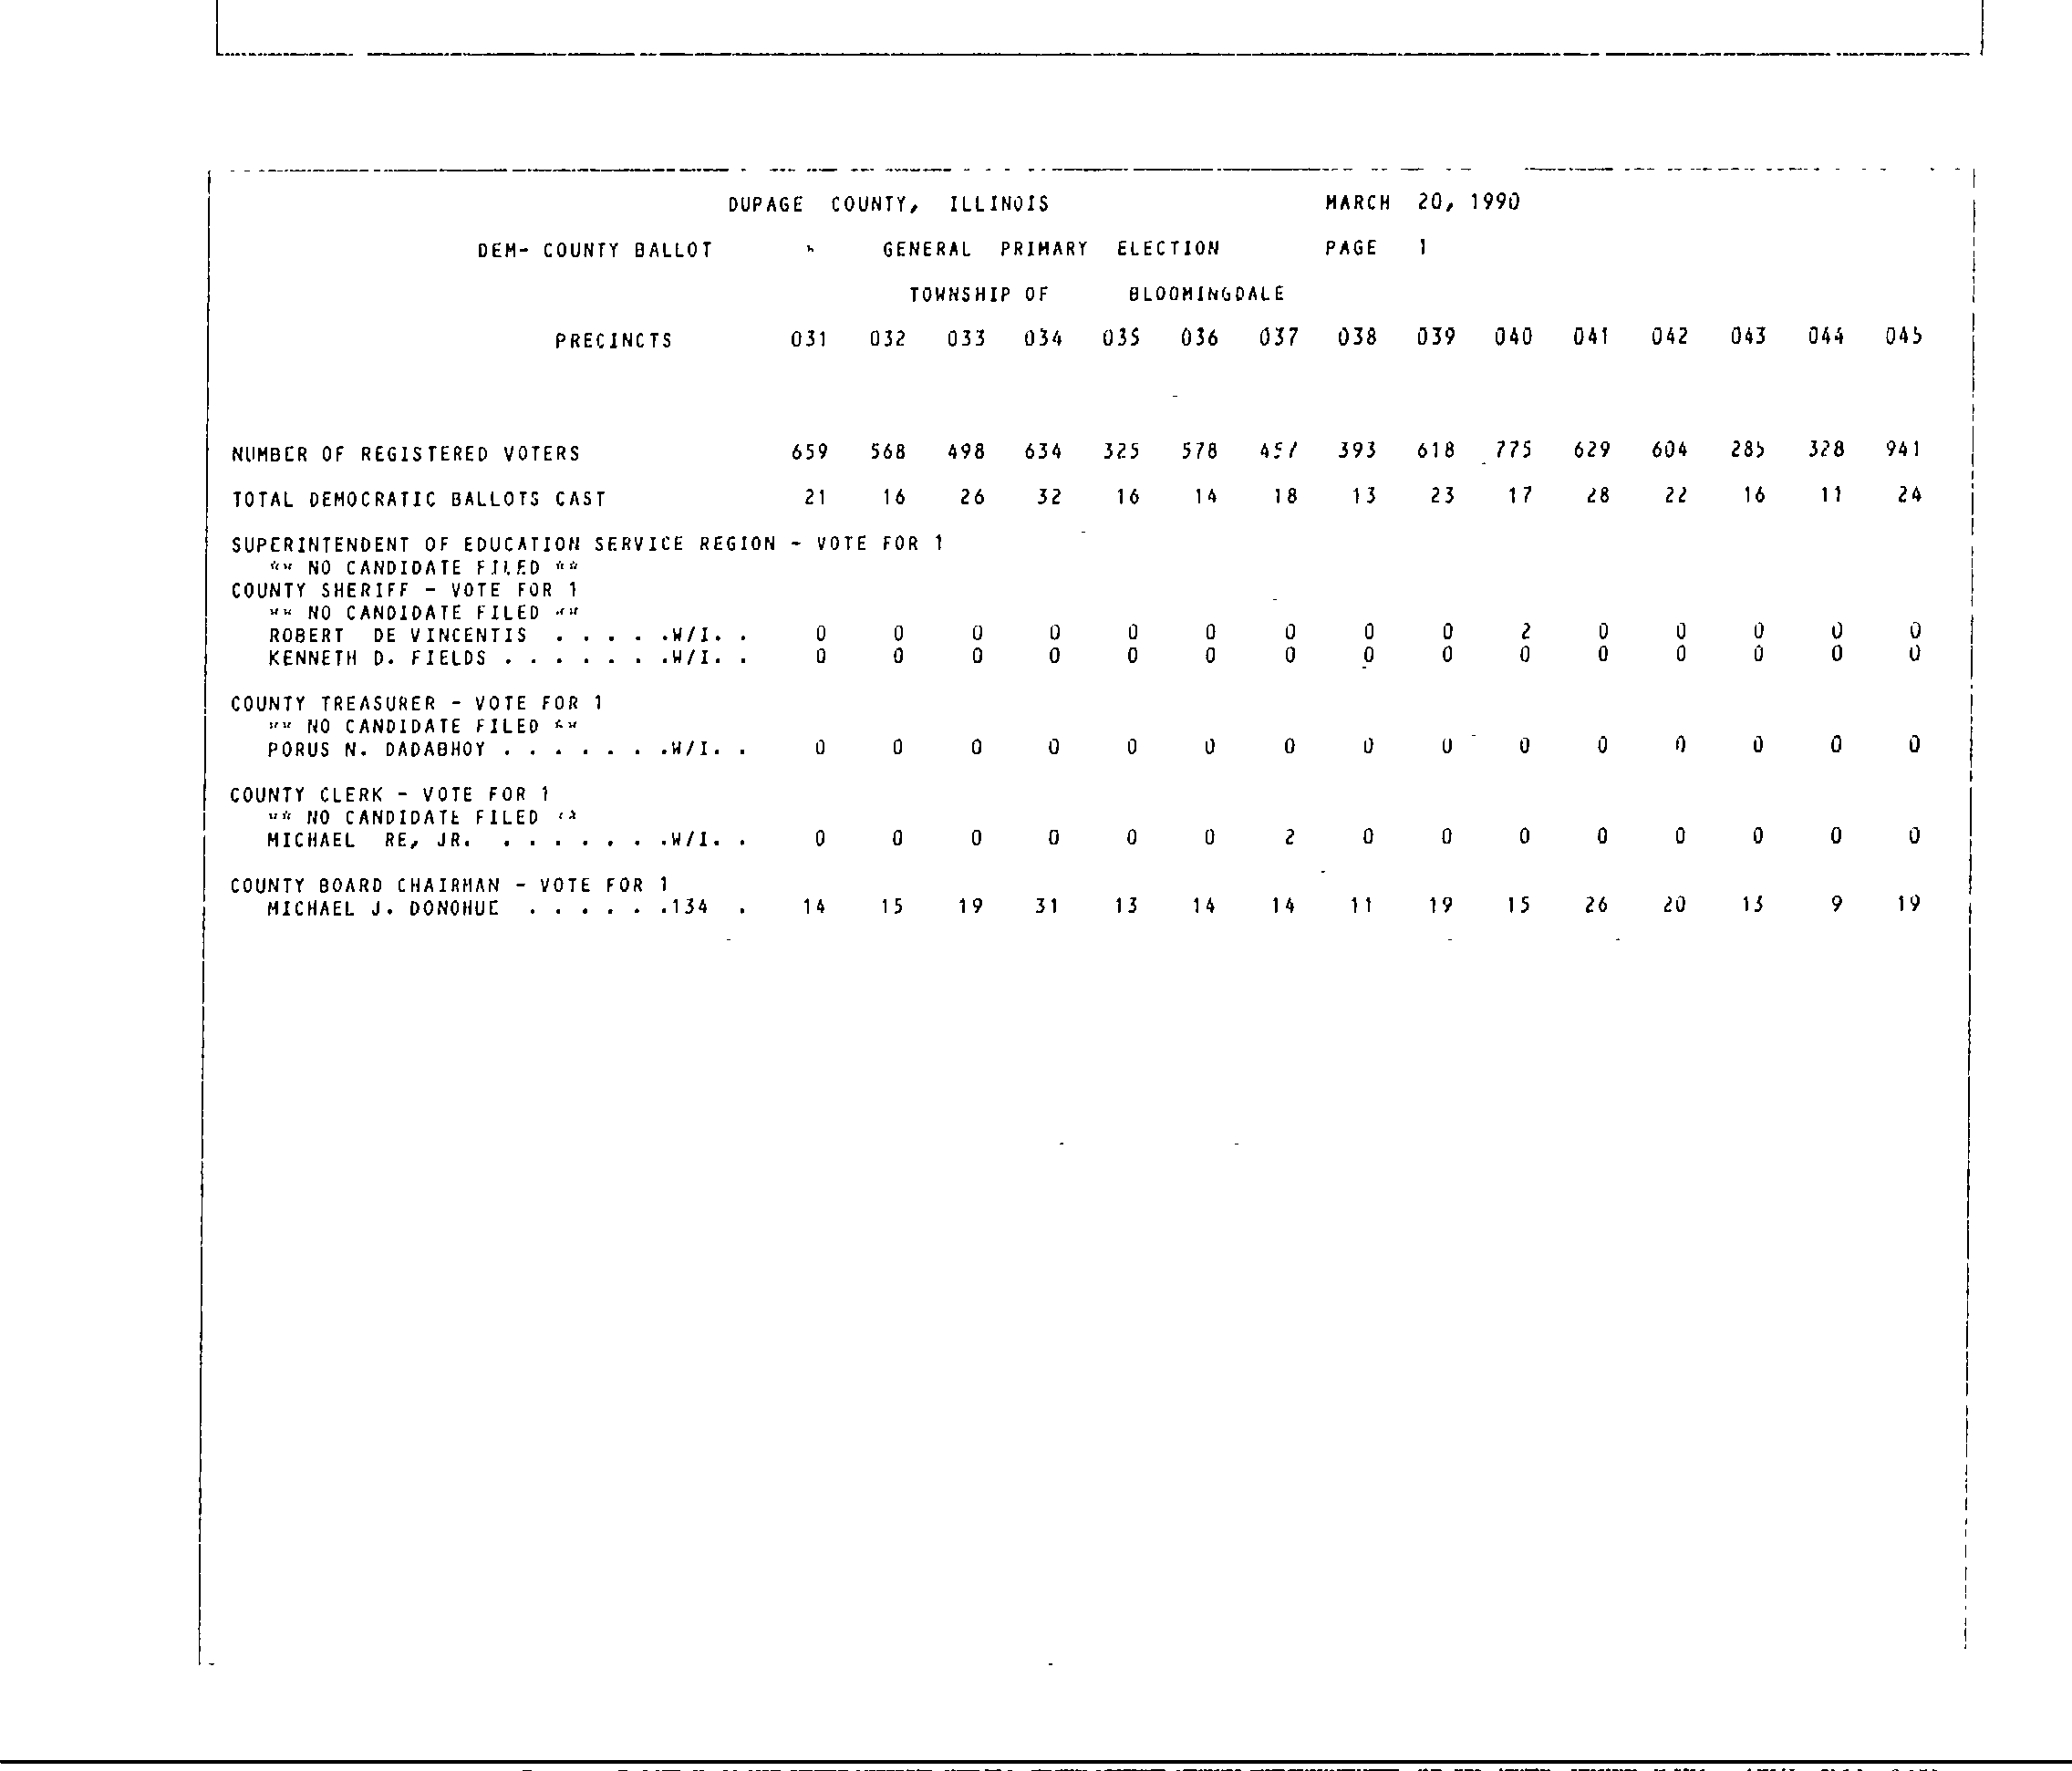 DUPAGE COUNTY, ILLINOIS MARCH 20, 1990
DEM- COUNTY BALLOT GENERAL PRIMARY ELECTION PAGE 1
TOWNSHIP OF BLOOMINGDALE
PRECINCTS 031 032 033 034 035 036 037 038 039 040 041 042 043 044 045
NUMBER OF REGISTERED VOTERS 659 568 498 634 325 578 457 393 618 775 629 604 285 328 941
TOTAL DEMOCRATIC BALLOTS CAST 21 16 26 32 16 14 18 13 23 17 28 22 16 11 24
SUPERINTENDENT OF EDUCATION SERVICE REGION - VOTE FOR 1
** NO CANDIDATE FILED **
COUNTY SHERIFF - VOTE FOR 1
** NO CANDIDATE FILED **
ROBERT DE VINCENTIS . . . . . .W/I. . 0 0 0 0 0 0 0 0 0 2 0 0 0 0 0
KENNETH D. FIELDS . . . . . . .W/I. . 0 0 0 0 0 0 0 0 0 0 0 0 0 0 0
COUNTY TREASURER - VOTE FOR 1
** NO CANDIDATE FILED **
PORUS N. DADABHOY . . . . . . .W/I. . 0 0 0 0 0 0 0 0 0 0 0 0 0 0 0
COUNTY CLERK - VOTE FOR 1
** NO CANDIDATE FILED **
MICHAEL RE, JR. . . . . . . .W/I. . 0 0 0 0 0 0 2 0 0 0 0 0 0 0 0
COUNTY BOARD CHAIRMAN - VOTE FOR 1
MICHAEL J. DONOHUE . . . . . .134 . 14 15 19 31 13 14 14 11 19 15 26 20 13 9 19